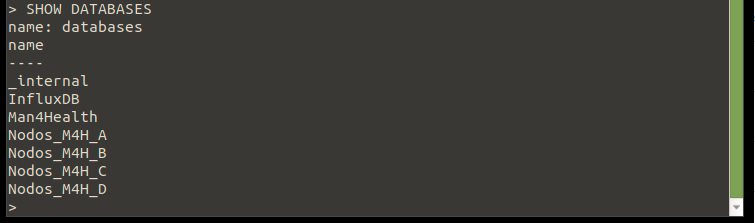 > SHOW DATABASES
name: databases
name
----
_internal
InfluxDB
Man4Health
Nodos_M4H_A
Nodos_M4H_B
Nodos_M4H_C
Nodos_M4H_D
>